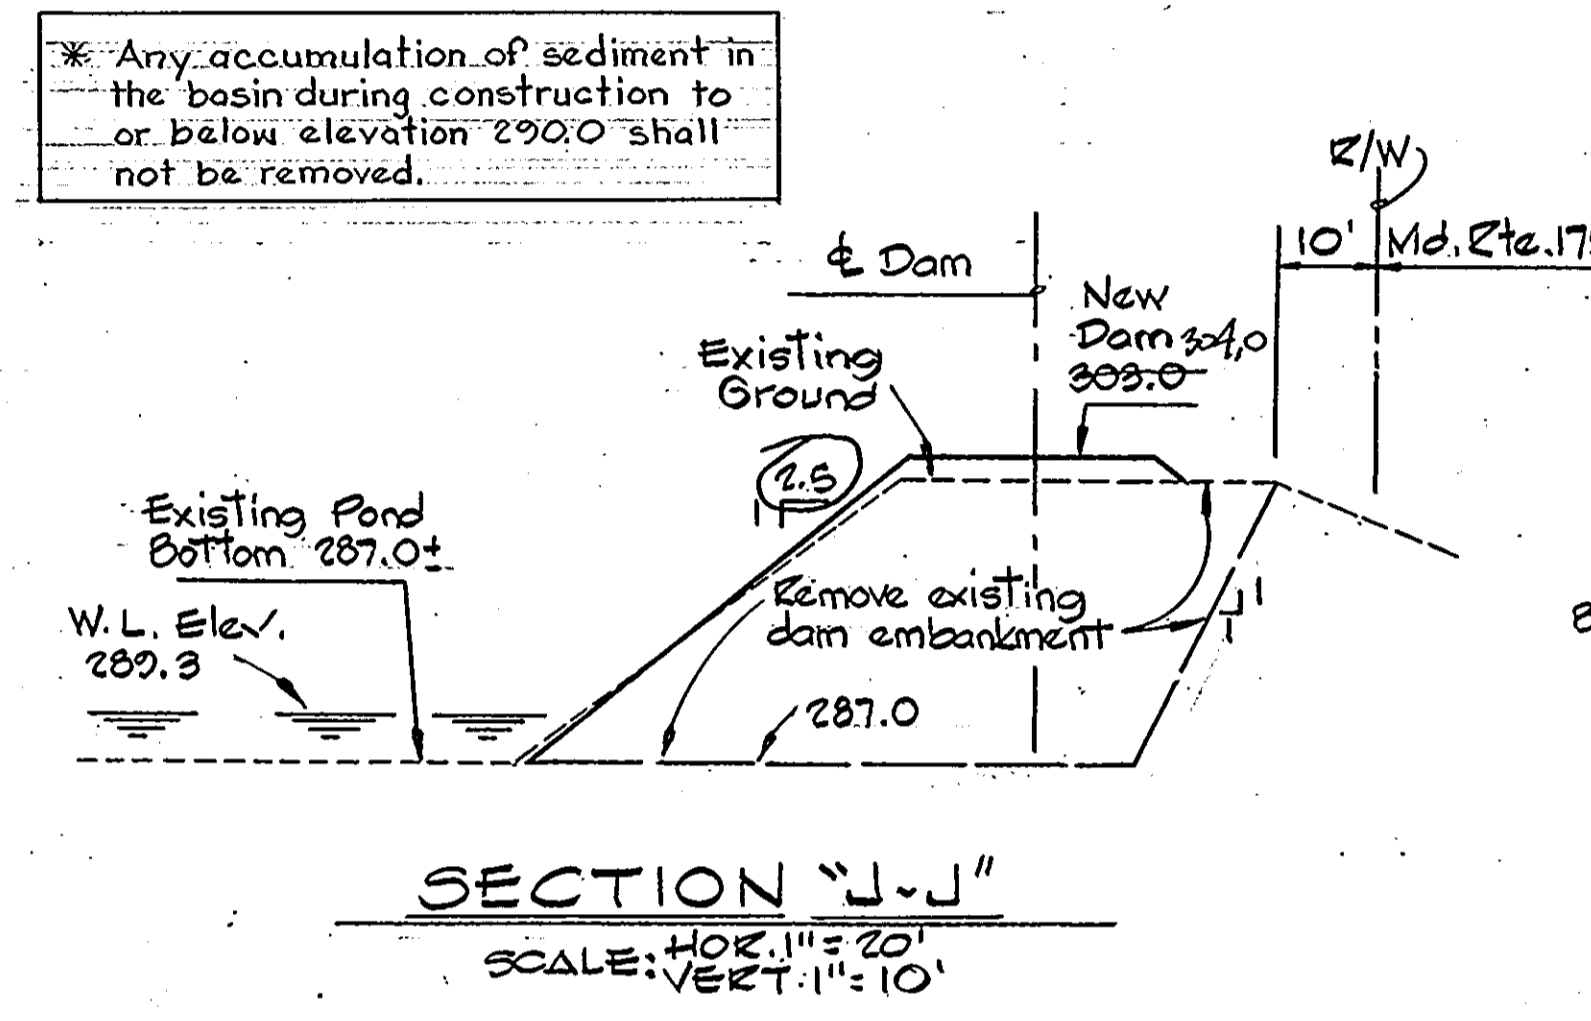 * Any accumulation of sediment in
the basin during construction to
or below elevation 290.0 shall
not be removed.
R/W
10'
Md. Rte. 175
℄ Dam
New
Dam 304.0
303.0
Existing
Ground
2.5
1
Existing Pond
Bottom 287.0±
W.L. Elev.
289.3
Remove existing
dam embankment
1
1
287.0
8
SECTION "J-J"
SCALE: HOR. 1" = 20'
VERT. 1" = 10'